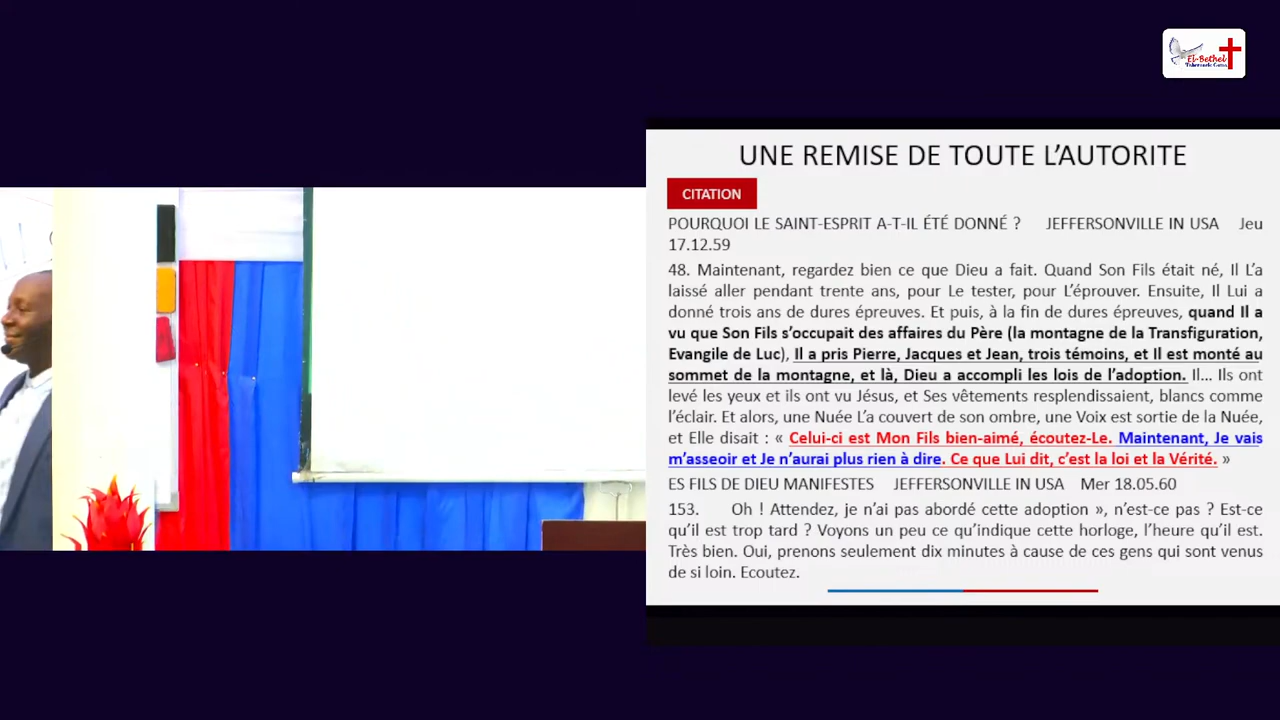 El-Bethel
UNE REMISE DE TOUTE L’AUTORITE
CITATION
POURQUOI LE SAINT-ESPRIT A-T-IL ÉTÉ DONNÉ ? JEFFERSONVILLE IN USA Jeu
17.12.59
48. Maintenant, regardez bien ce que Dieu a fait. Quand Son Fils était né, Il L’a
laissé aller pendant trente ans, pour Le tester, pour L’éprouver. Ensuite, Il Lui a
donné trois ans de dures épreuves. Et puis, à la fin de dures épreuves, quand Il a
vu que Son Fils s’occupait des affaires du Père (la montagne de la Transfiguration,
Evangile de Luc), Il a pris Pierre, Jacques et Jean, trois témoins, et Il est monté au
sommet de la montagne, et là, Dieu a accompli les lois de l’adoption. Il... Ils ont
levé les yeux et ils ont vu Jésus, et Ses vêtements resplendissaient, blancs comme
l’éclair. Et alors, une Nuée L’a couvert de son ombre, une Voix est sortie de la Nuée,
et Elle disait : « Celui-ci est Mon Fils bien-aimé, écoutez-Le. Maintenant, Je vais
m’asseoir et Je n’aurai plus rien à dire. Ce que Lui dit, c’est la loi et la Vérité. »
ES FILS DE DIEU MANIFESTES JEFFERSONVILLE IN USA Mer 18.05.60
153. Oh ! Attendez, je n’ai pas abordé cette adoption », n’est-ce pas ? Est-ce
qu’il est trop tard ? Voyons un peu ce qu’indique cette horloge, l’heure qu’il est.
Très bien. Oui, prenons seulement dix minutes à cause de ces gens qui sont venus
de si loin. Ecoutez.